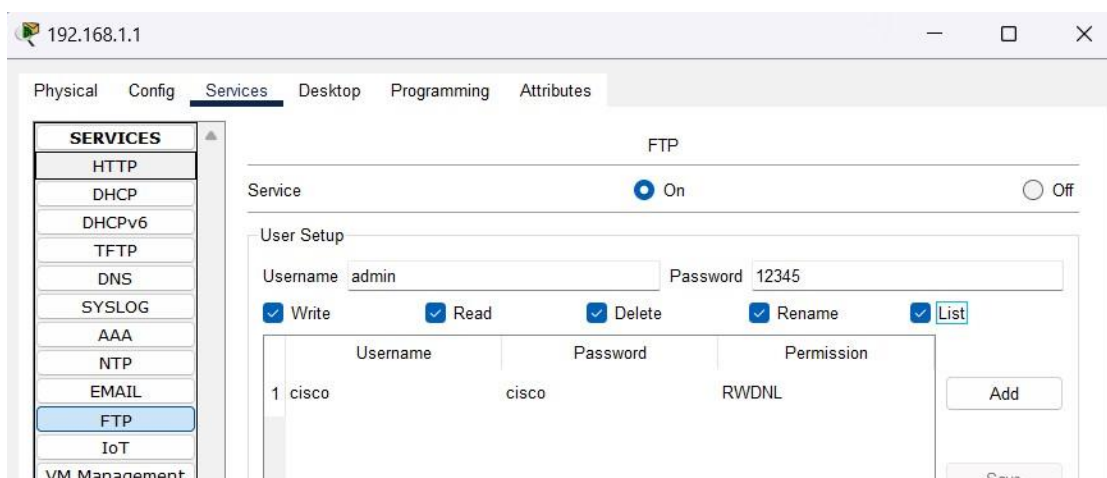 192.168.1.1
Physical Config Services Desktop Programming Attributes
SERVICES
HTTP
DHCP
DHCPv6
TFTP
DNS
SYSLOG
AAA
NTP
EMAIL
FTP
IoT
VM Management
FTP
Service On Off
User Setup
Username admin Password 12345
Write Read Delete Rename List
Username Password Permission
1 cisco cisco RWDNL
Add
Save